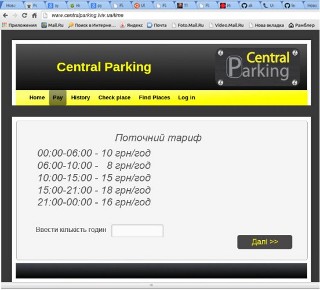 www.centralparking.lviv.ua/time
Приложения Mail.Ru Поиск в Интернете... Яндекс Почта Foto.Mail.Ru Video.Mail.Ru Нова вкладка Рамблер
Central Parking
Central
Parking
Home Pay History Check place Find Places Log in
Поточний тариф
00:00-06:00 - 10 грн/год
06:00-10:00 - 8 грн/год
10:00-15:00 - 15 грн/год
15:00-21:00 - 18 грн/год
21:00-00:00 - 16 грн/год
Ввести кількість годин
Далі >>